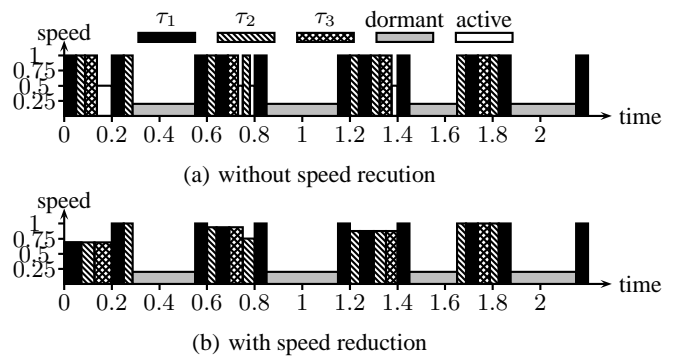 τ1 τ2 τ3 dormant active
speed
1
0.75
0.5
0.25
0 0.2 0.4 0.6 0.8 1 1.2 1.4 1.6 1.8 2 time
(a) without speed recution
speed
1
0.75
0.5
0.25
0 0.2 0.4 0.6 0.8 1 1.2 1.4 1.6 1.8 2 time
(b) with speed reduction